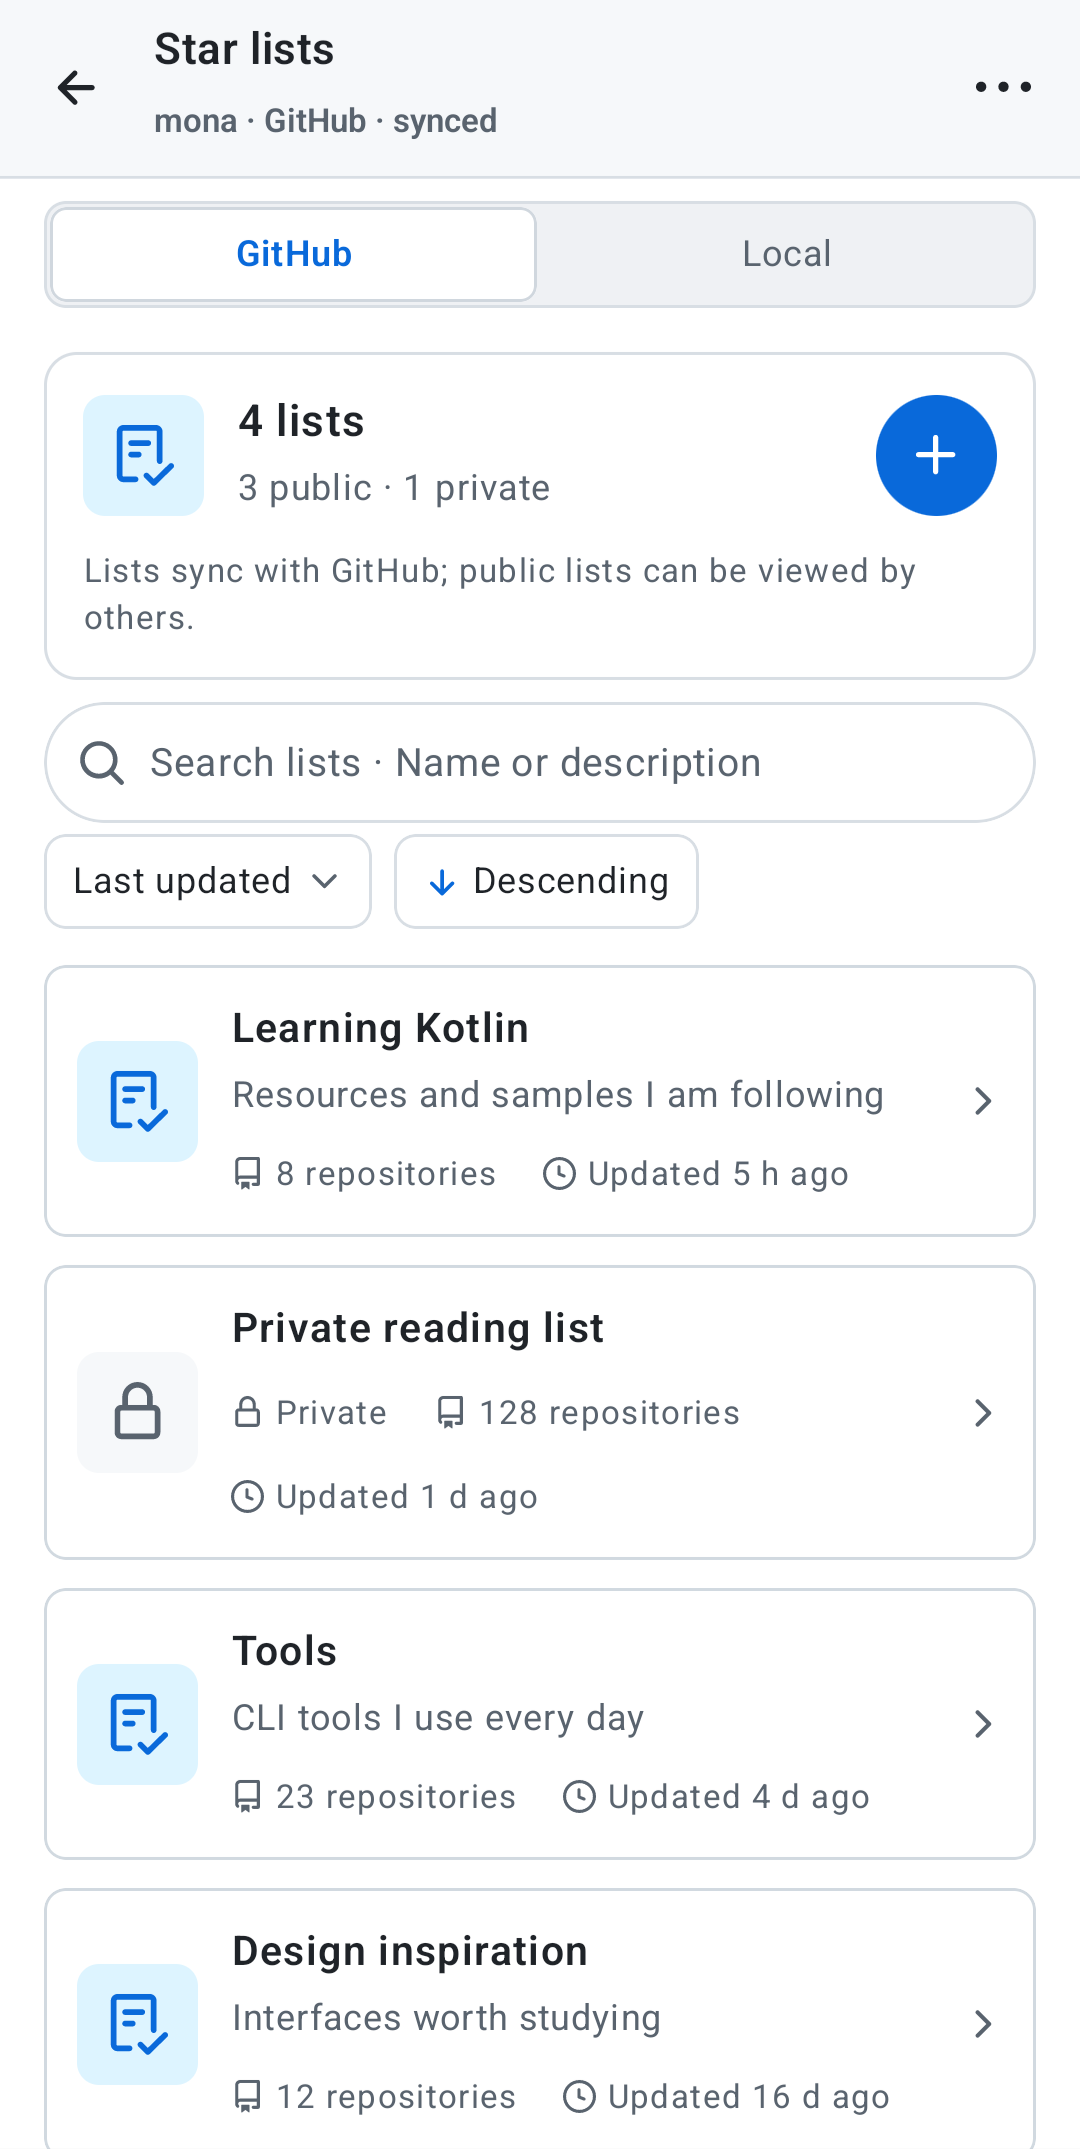 Star lists
mona · GitHub · synced
GitHub
Local
4 lists
3 public · 1 private
Lists sync with GitHub; public lists can be viewed by
others.
Search lists · Name or description
Last updated
Descending
Learning Kotlin
Resources and samples I am following
8 repositories
Updated 5 h ago
Private reading list
Private
128 repositories
Updated 1 d ago
Tools
CLI tools I use every day
23 repositories
Updated 4 d ago
Design inspiration
Interfaces worth studying
12 repositories
Updated 16 d ago